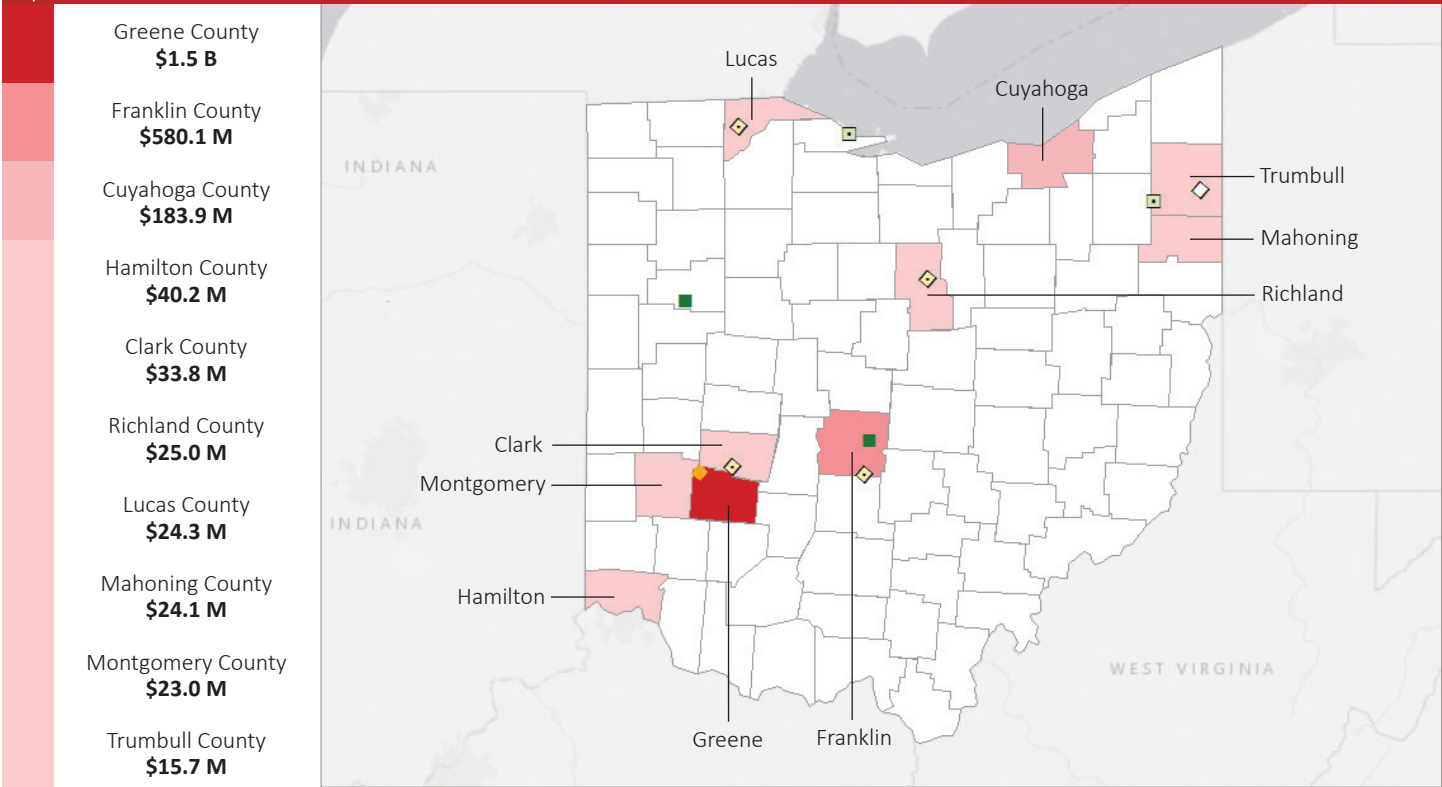 Greene County
$1.5 B
Franklin County
$580.1 M
Cuyahoga County
$183.9 M
Hamilton County
$40.2 M
Clark County
$33.8 M
Richland County
$25.0 M
Lucas County
$24.3 M
Mahoning County
$24.1 M
Montgomery County
$23.0 M
Trumbull County
$15.7 M
Lucas
Cuyahoga
INDIANA
Trumbull
Mahoning
Richland
Clark
Montgomery
INDIANA
Hamilton
WEST VIRGINIA
Greene
Franklin